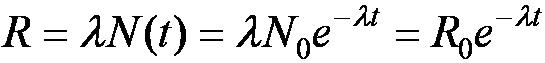 R = λN(t) = λN₀e^{−λt} = R₀e^{−λt}